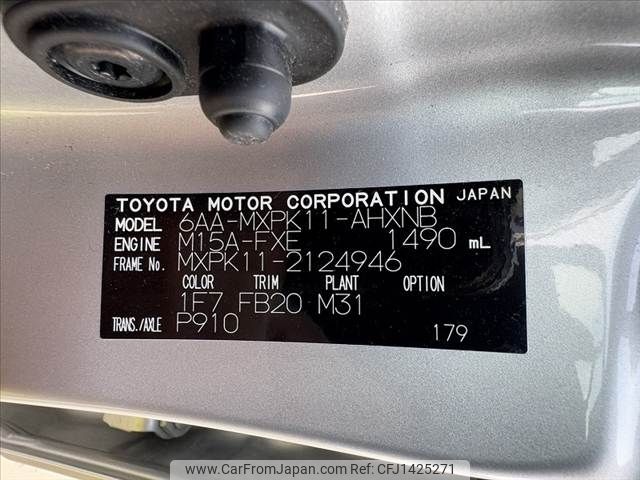 TOYOTA MOTOR CORPORATION JAPAN
MODEL 6AA-MXPK11-AHXNB
ENGINE M15A-FXE 1490 mL
FRAME No. MXPK11-2124946
COLOR TRIM PLANT OPTION
1F7 FB20 M31
TRANS./AXLE P910 179
www.CarFromJapan.com CFJ1425271